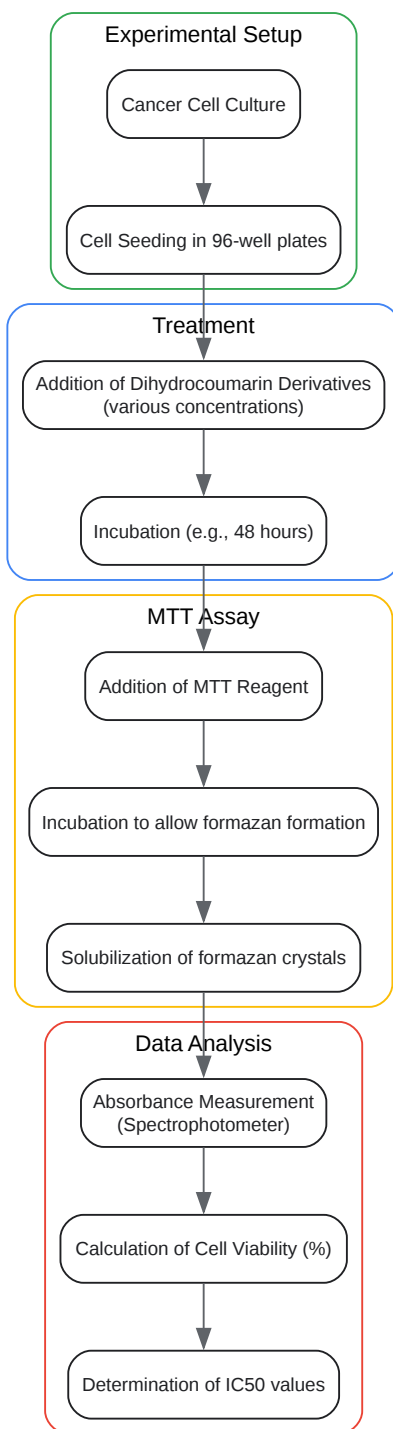 Experimental Setup
Cancer Cell Culture
Cell Seeding in 96-well plates
Treatment
Addition of Dihydrocoumarin Derivatives
(various concentrations)
Incubation (e.g., 48 hours)
MTT Assay
Addition of MTT Reagent
Incubation to allow formazan formation
Solubilization of formazan crystals
Data Analysis
Absorbance Measurement
(Spectrophotometer)
Calculation of Cell Viability (%)
Determination of IC50 values